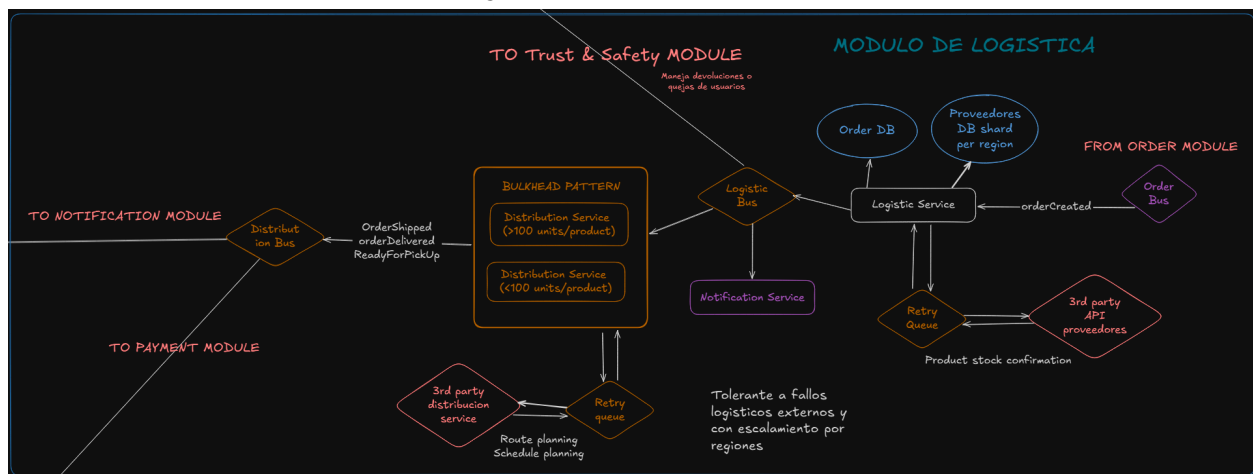 MODULO DE LOGISTICA
TO Trust & Safety MODULE
Maneja devoluciones o
quejas de usuarios
Order DB
Proveedores
DB shard
per region
FROM ORDER MODULE
Order
Bus
orderCreated
Logistic Service
Logistic
Bus
BULKHEAD PATTERN
Distribution Service
(>100 units/product)
Distribution Service
(<100 units/product)
TO NOTIFICATION MODULE
Distribut
ion Bus
OrderShipped
orderDelivered
ReadyForPickUp
Notification Service
Retry
Queue
3rd party
API
proveedores
Product stock confirmation
TO PAYMENT MODULE
3rd party
distribucion
service
Retry
queue
Route planning
Schedule planning
Tolerante a fallos
logisticos externos y
con escalamiento por
regiones